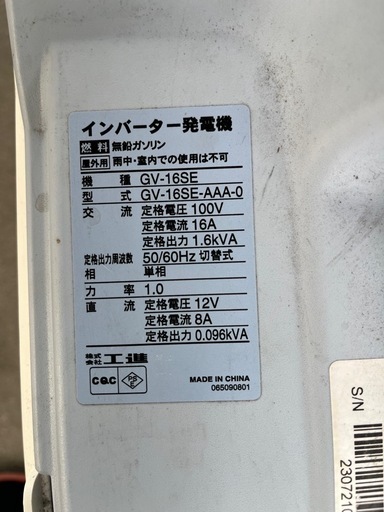 インバーター発電機
燃料 無鉛ガソリン
屋外用 雨中・室内での使用は不可
機種 GV-16SE
型式 GV-16SE-AAA-0
交流 定格電圧 100V
定格電流 16A
定格出力 1.6kVA
定格出力周波数 50/60Hz 切替式
相 単相
力率 1.0
直流 定格電圧 12V
定格電流 8A
定格出力 0.096kVA
株式会社 工進
CQC PSE
MADE IN CHINA
065090801
S/N
230721